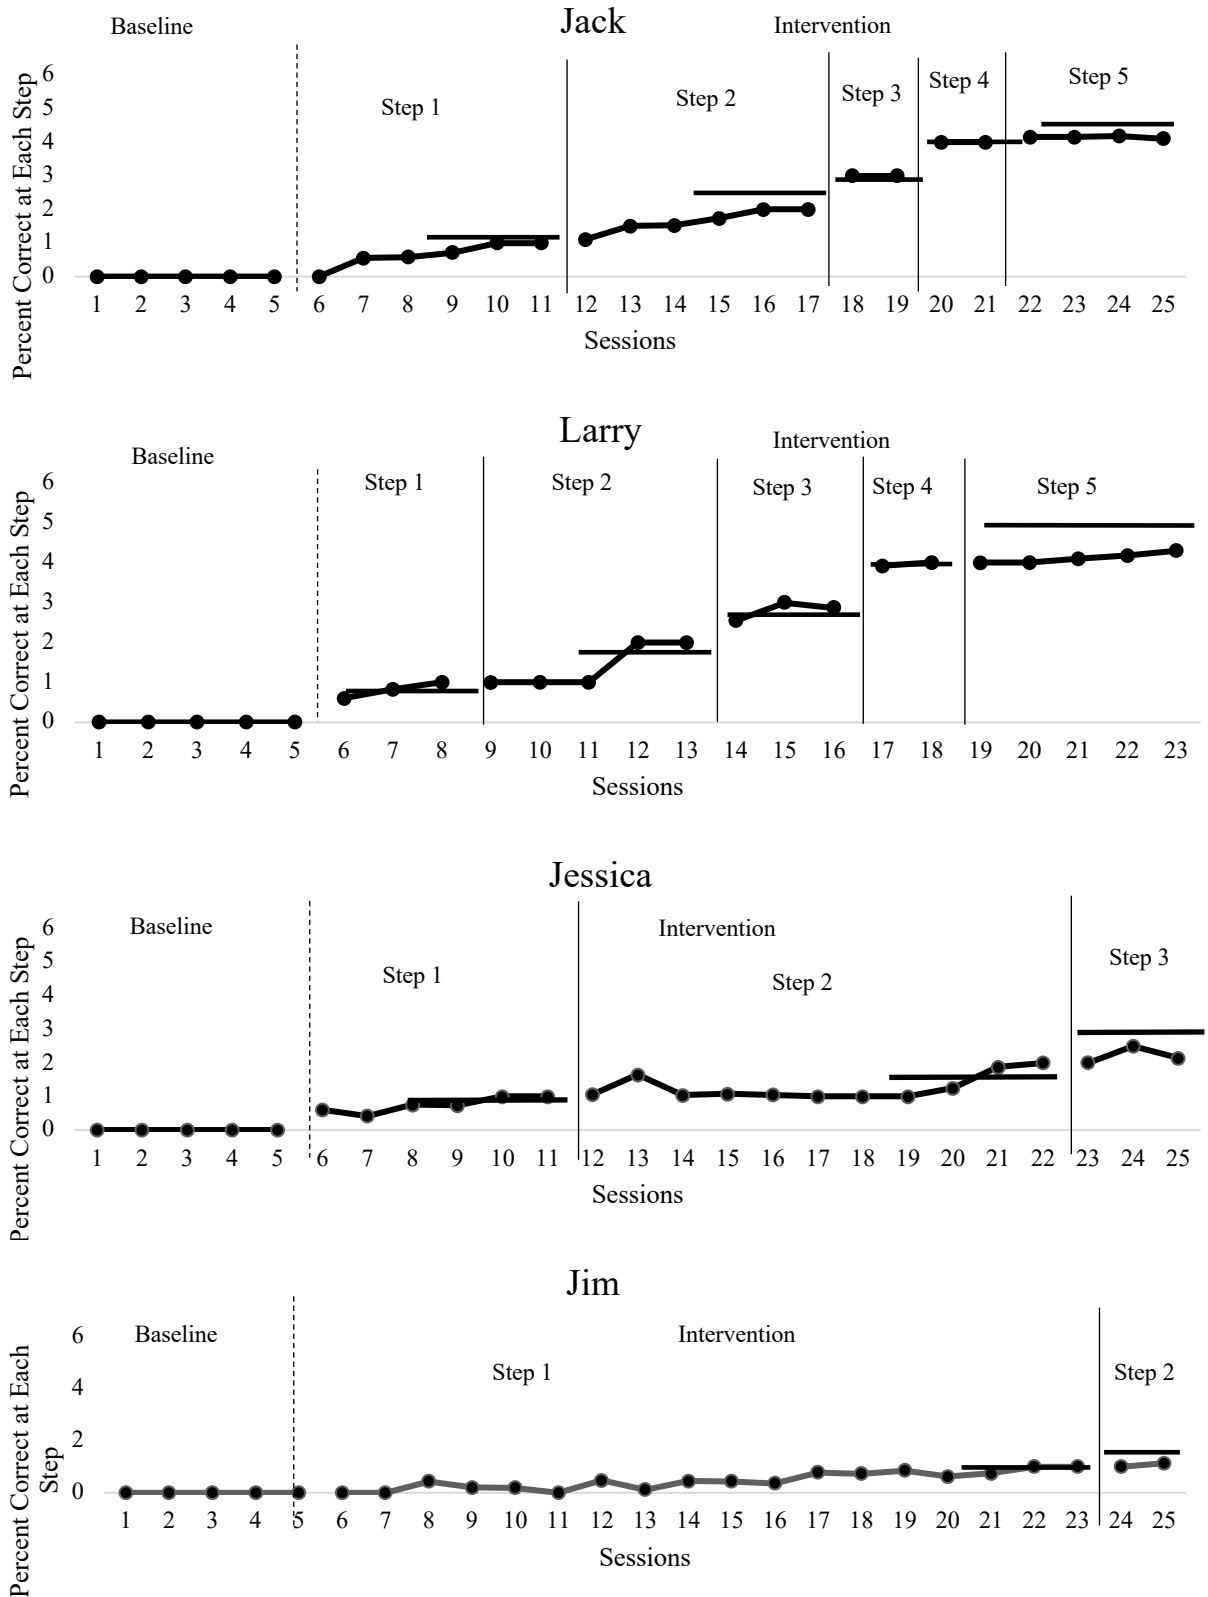 Jack
Baseline
Intervention
Step 1
Step 2
Step 3
Step 4
Step 5
Percent Correct at Each Step
6
5
4
3
2
1
0
1 2 3 4 5 6 7 8 9 10 11 12 13 14 15 16 17 18 19 20 21 22 23 24 25
Sessions
Larry
Baseline
Intervention
Step 1
Step 2
Step 3
Step 4
Step 5
Percent Correct at Each Step
6
5
4
3
2
1
0
1 2 3 4 5 6 7 8 9 10 11 12 13 14 15 16 17 18 19 20 21 22 23
Sessions
Jessica
Baseline
Intervention
Step 1
Step 2
Step 3
Percent Correct at Each Step
6
5
4
3
2
1
0
1 2 3 4 5 6 7 8 9 10 11 12 13 14 15 16 17 18 19 20 21 22 23 24 25
Sessions
Jim
Baseline
Intervention
Step 1
Step 2
Percent Correct at Each
Step
6
4
2
0
1 2 3 4 5 6 7 8 9 10 11 12 13 14 15 16 17 18 19 20 21 22 23 24 25
Sessions